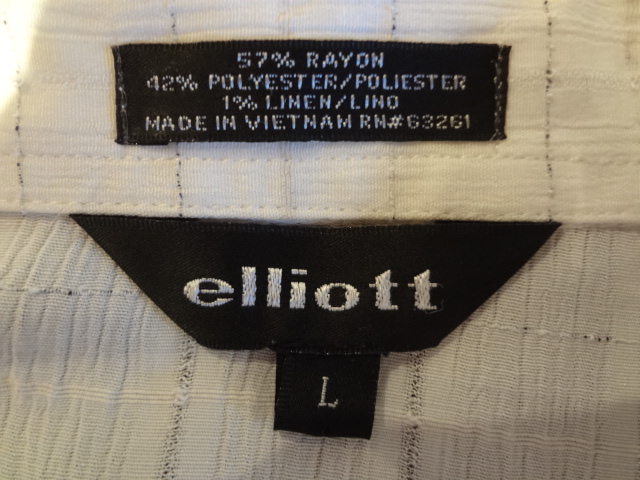 57% RAYON
42% POLYESTER/POLIESTER
1% LINEN/LINO
MADE IN VIETNAM RN#63261
elliott
L